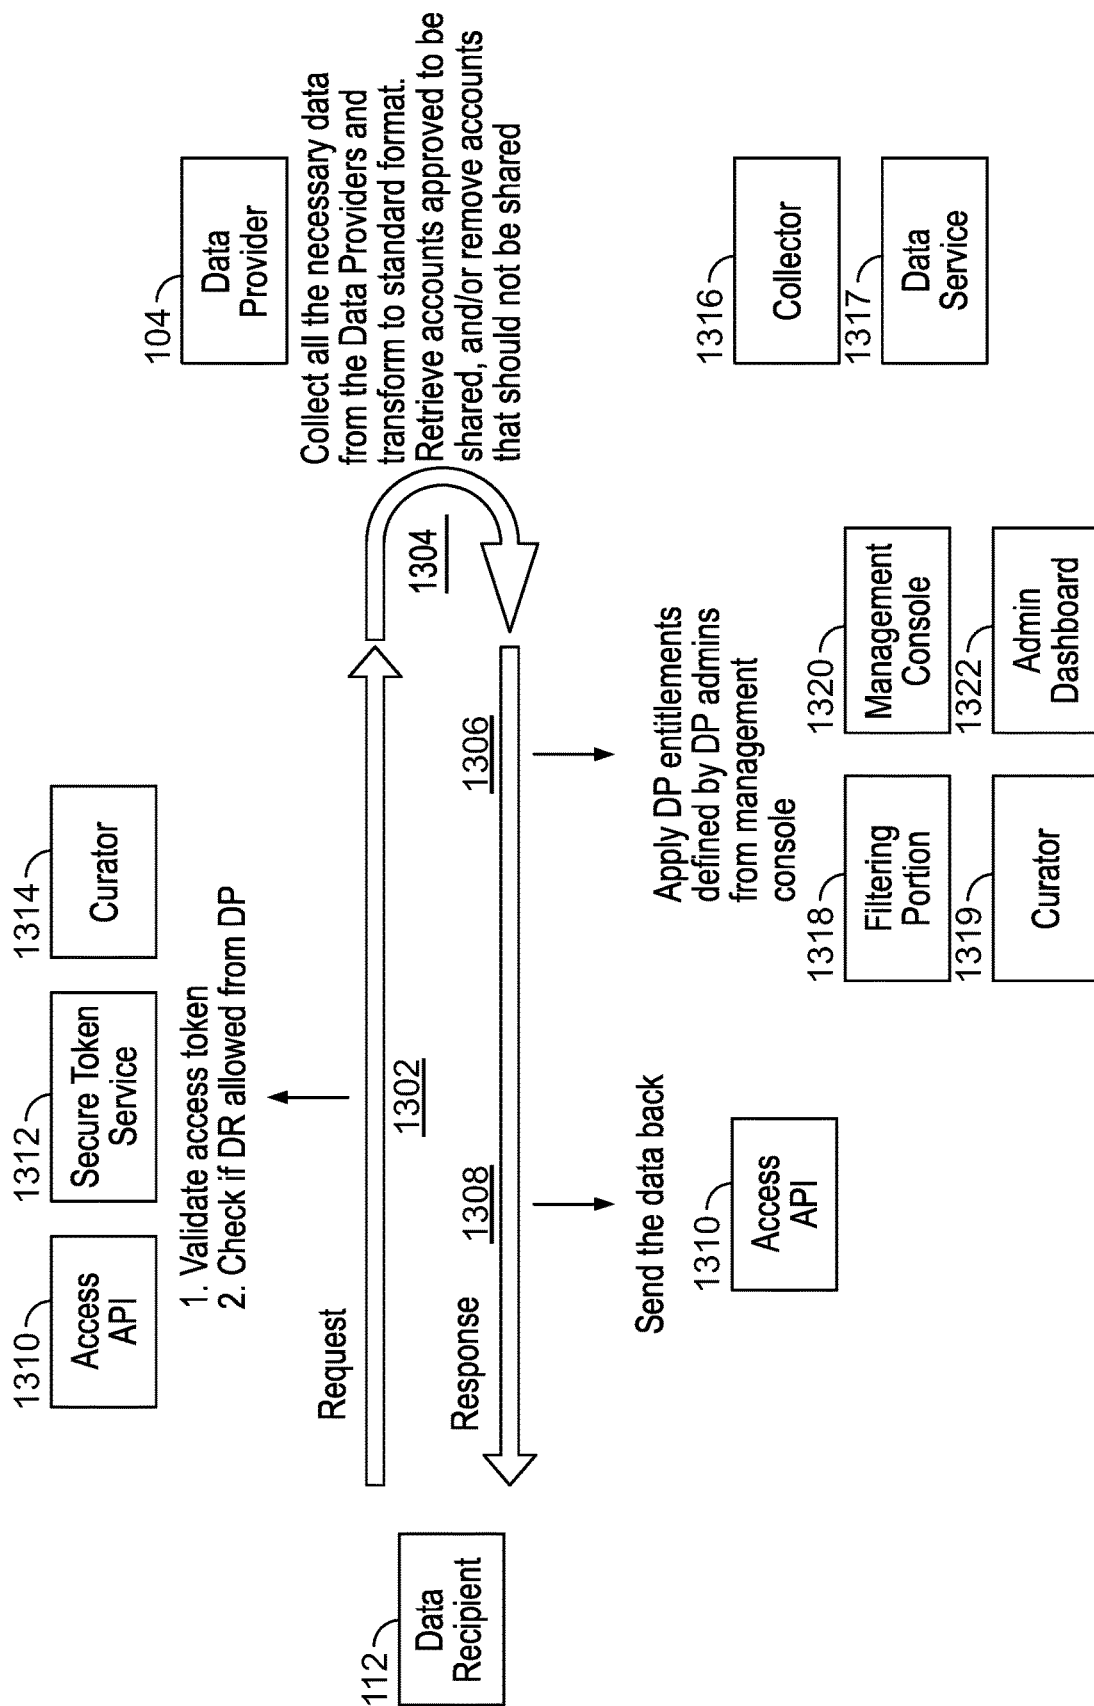 1310
Access
API
1312
Secure Token
Service
1314
Curator
1. Validate access token
2. Check if DR allowed from DP
104
Data
Provider
Collect all the necessary data
from the Data Providers and
transform to standard format.
Retrieve accounts approved to be
shared, and/or remove accounts
that should not be shared
112
Data
Recipient
Request
1302
1304
Response
1308
1306
Send the data back
1310
Access
API
Apply DP entitlements
defined by DP admins
from management
console
1318
Filtering
Portion
1320
Management
Console
1319
Curator
1322
Admin
Dashboard
1316
Collector
1317
Data
Service